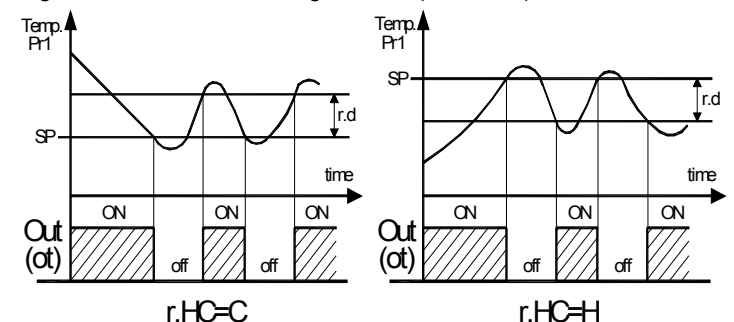 Temp.
Pr1
SP
r.d
time
ON
ON
ON
Out
(ot)
off
off
r.HC=C
Temp.
Pr1
SP
r.d
time
ON
ON
ON
Out
(ot)
off
off
r.HC=H